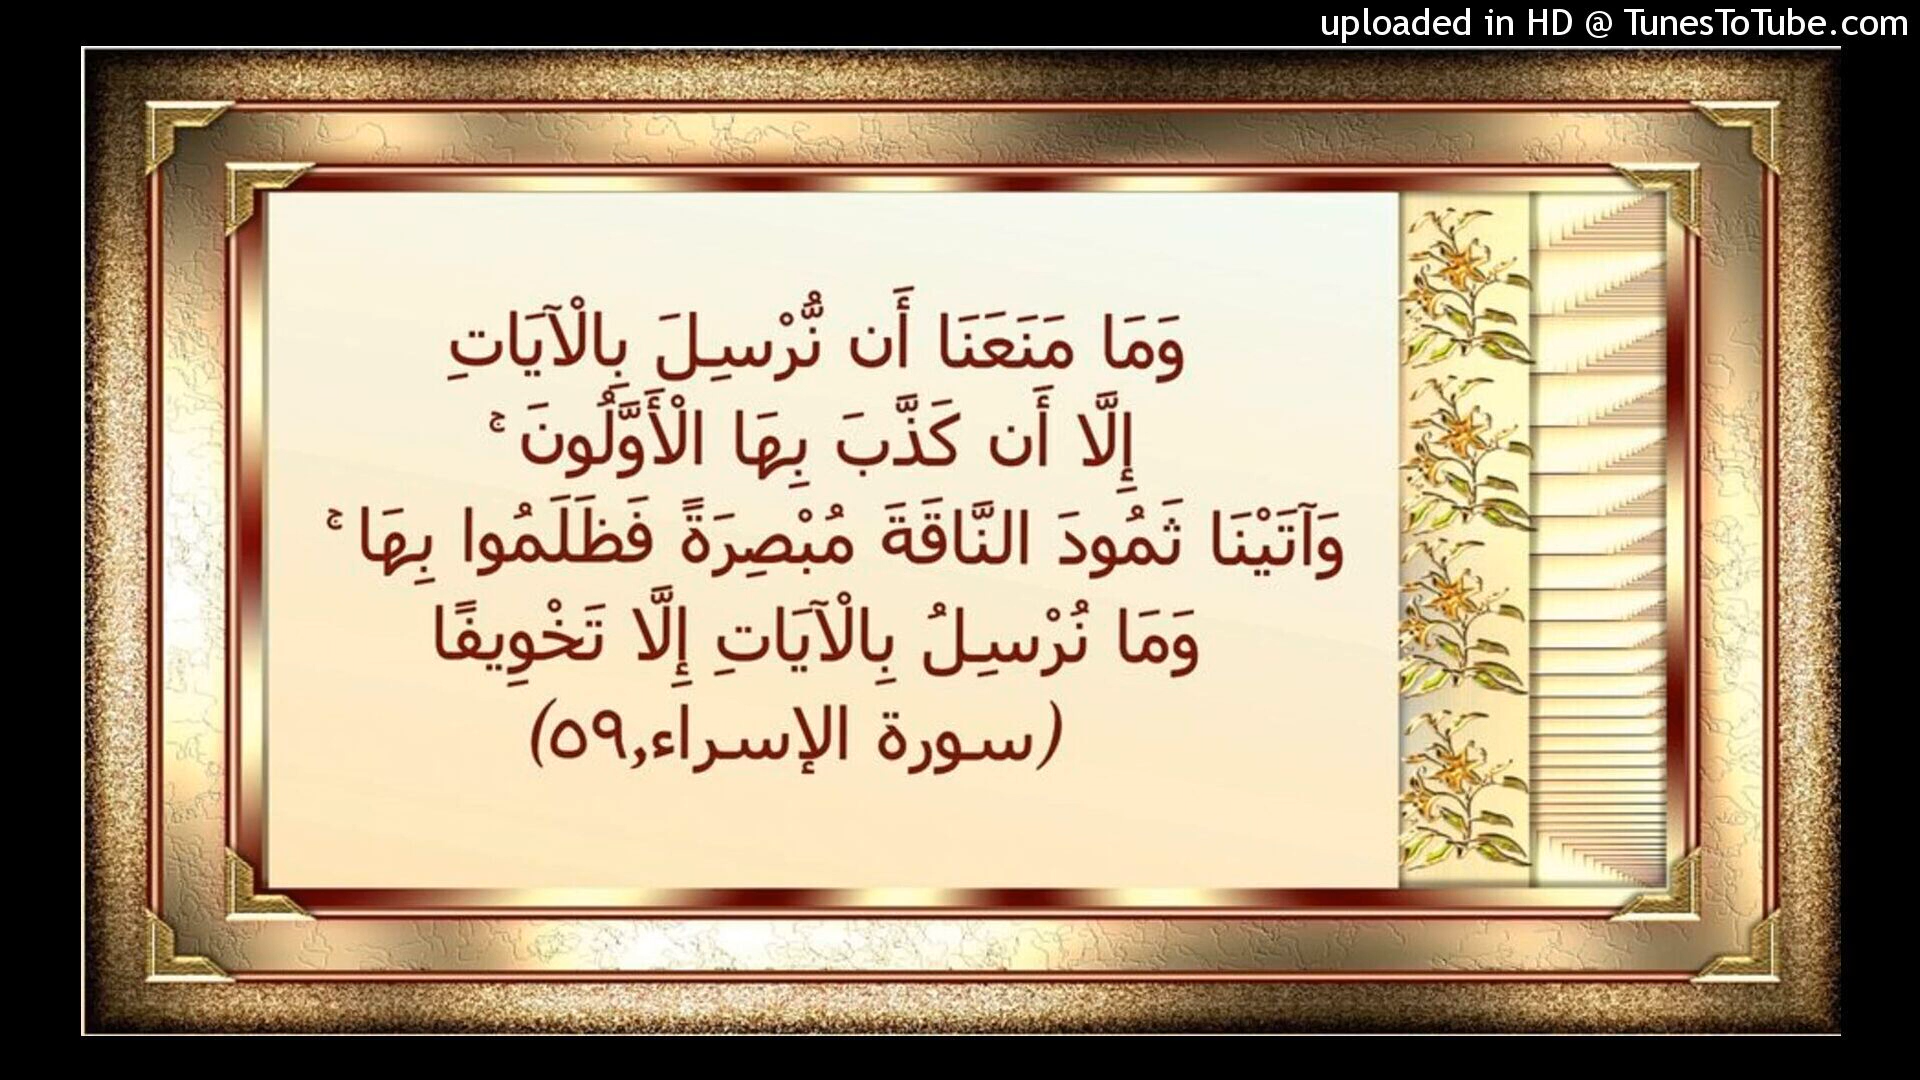 uploaded in HD @ TunesToTube.com
وَمَا مَنَعَنَا أَن نُّرْسِلَ بِالْآيَاتِ
إِلَّا أَن كَذَّبَ بِهَا الْأَوَّلُونَ ۚ
وَآتَيْنَا ثَمُودَ النَّاقَةَ مُبْصِرَةً فَظَلَمُوا بِهَا ۚ
وَمَا نُرْسِلُ بِالْآيَاتِ إِلَّا تَخْوِيفًا
(سورة الإسراء,٥٩)